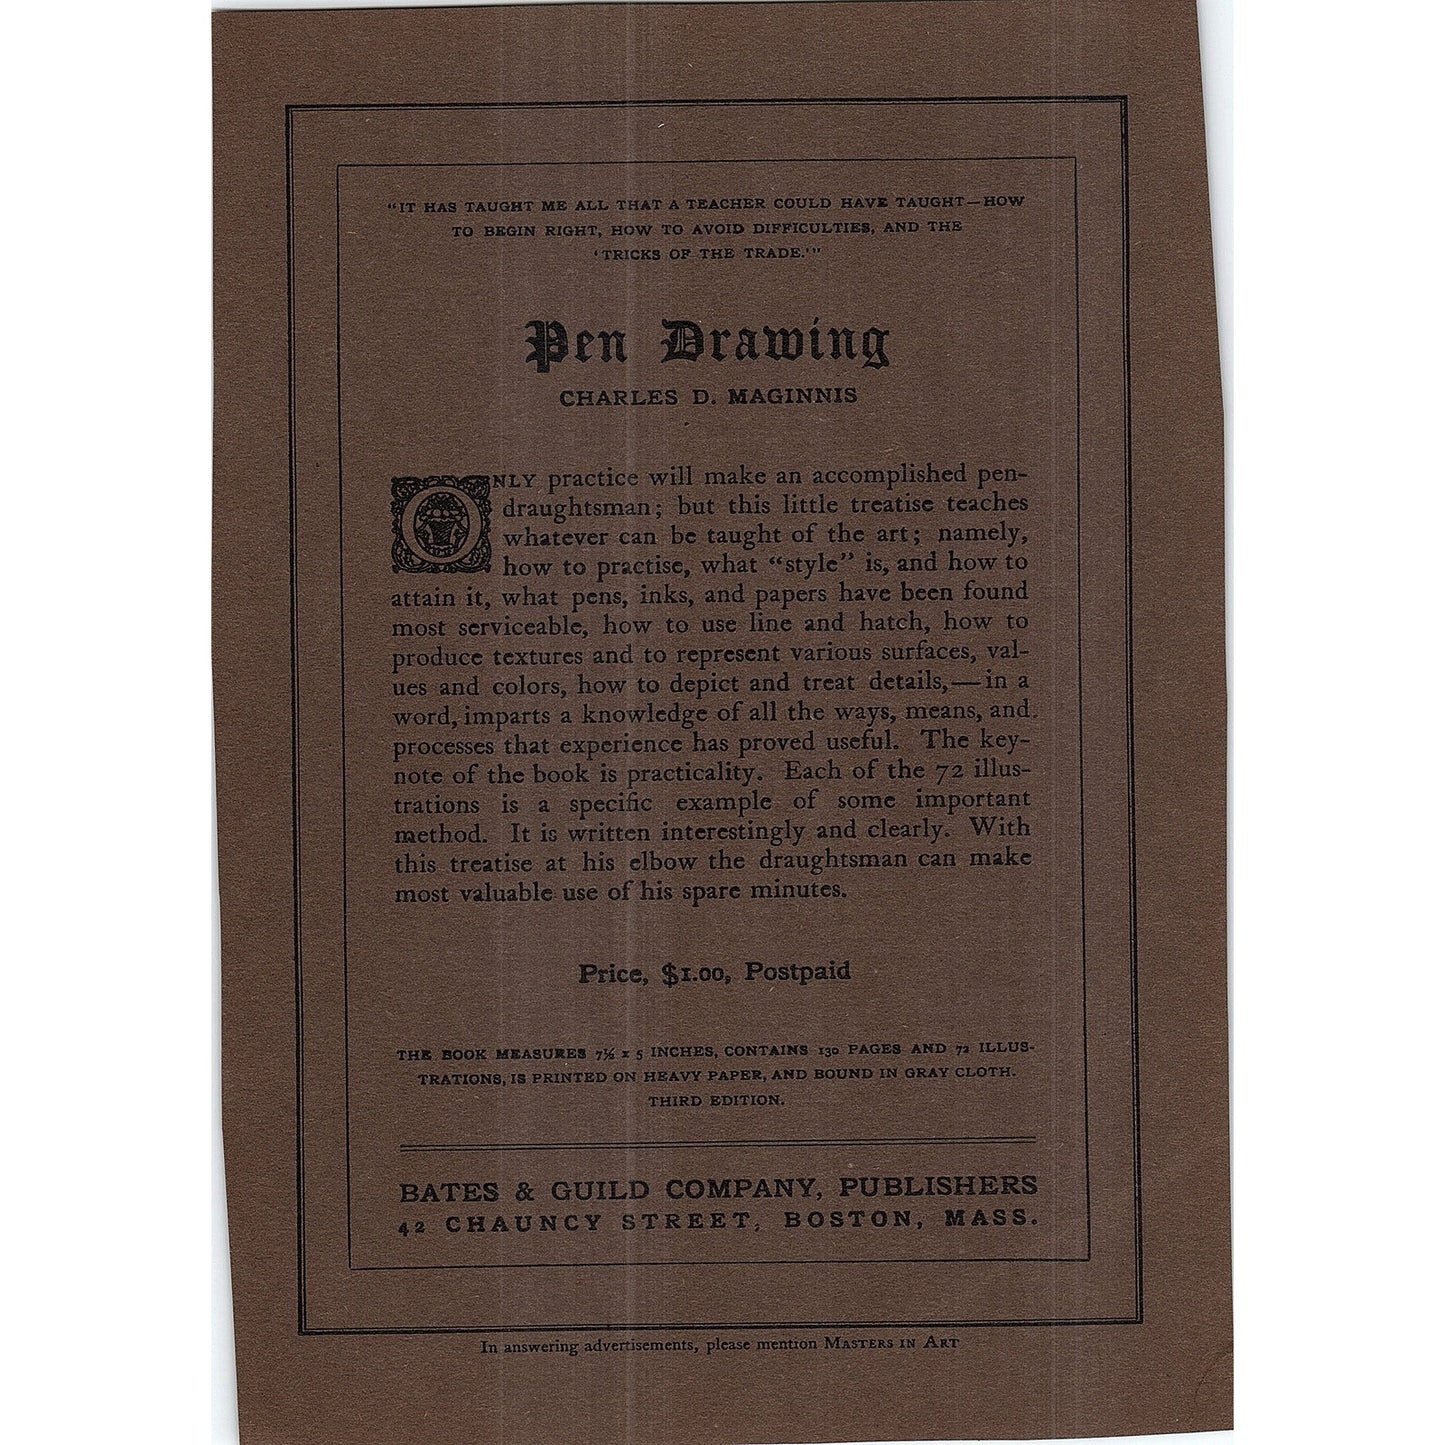 "IT HAS TAUGHT ME ALL THAT A TEACHER COULD HAVE TAUGHT—HOW
TO BEGIN RIGHT, HOW TO AVOID DIFFICULTIES, AND THE
'TRICKS OF THE TRADE.'"
Pen Drawing
CHARLES D. MAGINNIS
ONLY practice will make an accomplished pen-
draughtsman; but this little treatise teaches
whatever can be taught of the art; namely,
how to practise, what "style" is, and how to
attain it, what pens, inks, and papers have been found
most serviceable, how to use line and hatch, how to
produce textures and to represent various surfaces, val-
ues and colors, how to depict and treat details,—in a
word, imparts a knowledge of all the ways, means, and
processes that experience has proved useful. The key-
note of the book is practicality. Each of the 72 illus-
trations is a specific example of some important
method. It is written interestingly and clearly. With
this treatise at his elbow the draughtsman can make
most valuable use of his spare minutes.
Price, $1.00, Postpaid
THE BOOK MEASURES 7½ x 5 INCHES, CONTAINS 130 PAGES AND 72 ILLUS-
TRATIONS, IS PRINTED ON HEAVY PAPER, AND BOUND IN GRAY CLOTH.
THIRD EDITION.
BATES & GUILD COMPANY, PUBLISHERS
42 CHAUNCY STREET, BOSTON, MASS.
In answering advertisements, please mention MASTERS IN ART